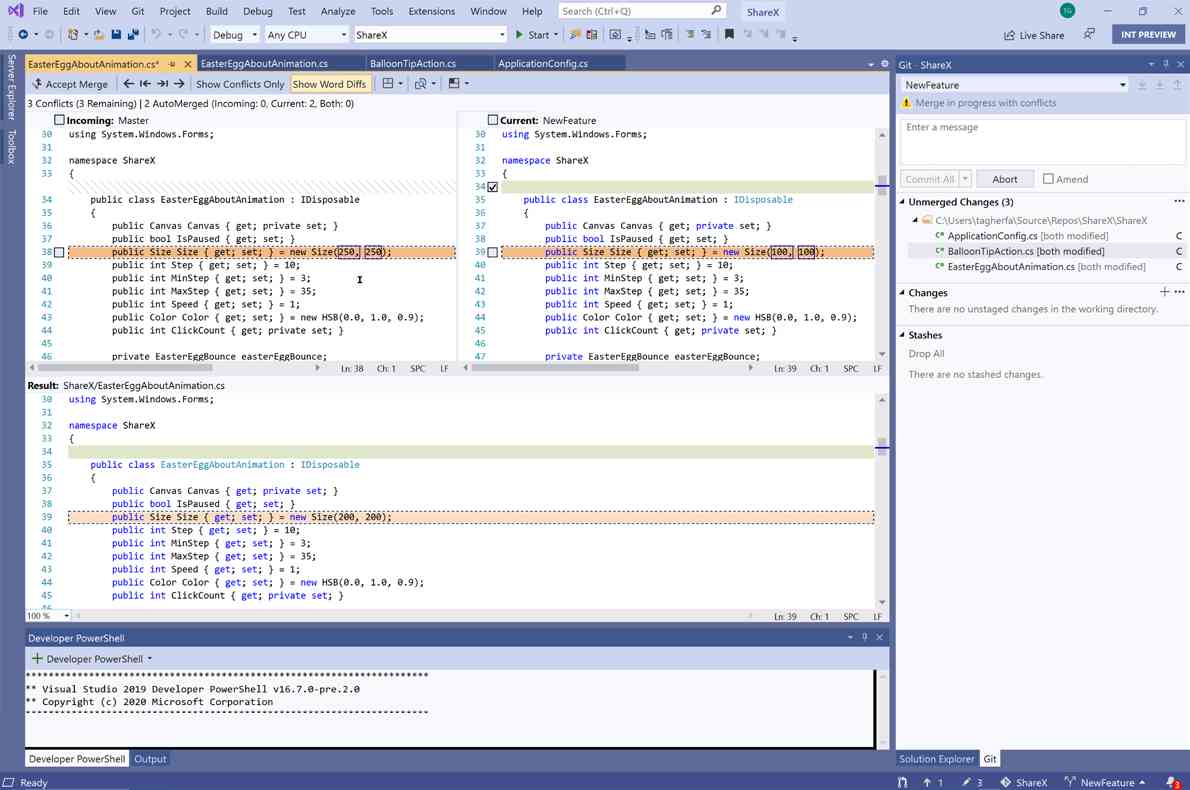 File Edit View Git Project Build Debug Test Analyze Tools Extensions Window Help Search (Ctrl+Q) ShareX TG
Debug Any CPU ShareX Start Live Share INT PREVIEW
Server Explorer
Toolbox
EasterEggAboutAnimation.cs* EasterEggAboutAnimation.cs BalloonTipAction.cs ApplicationConfig.cs
Accept Merge Show Conflicts Only Show Word Diffs
3 Conflicts (3 Remaining) | 2 AutoMerged (Incoming: 0, Current: 2, Both: 0)
Incoming: Master
30 using System.Windows.Forms;
31
32 namespace ShareX
33 {
34 public class EasterEggAboutAnimation : IDisposable
35 {
36 public Canvas Canvas { get; private set; }
37 public bool IsPaused { get; set; }
38 public Size Size { get; set; } = new Size(250, 250);
39 public int Step { get; set; } = 10;
40 public int MinStep { get; set; } = 3;
41 public int MaxStep { get; set; } = 35;
42 public int Speed { get; set; } = 1;
43 public Color Color { get; set; } = new HSB(0.0, 1.0, 0.9);
44 public int ClickCount { get; private set; }
45
46 private EasterEggBounce easterEggBounce;
Ln: 38 Ch: 1 SPC LF
Current: NewFeature
30 using System.Windows.Forms;
31
32 namespace ShareX
33 {
34
35 public class EasterEggAboutAnimation : IDisposable
36 {
37 public Canvas Canvas { get; private set; }
38 public bool IsPaused { get; set; }
39 public Size Size { get; set; } = new Size(100, 100);
40 public int Step { get; set; } = 10;
41 public int MinStep { get; set; } = 3;
42 public int MaxStep { get; set; } = 35;
43 public int Speed { get; set; } = 1;
44 public Color Color { get; set; } = new HSB(0.0, 1.0, 0.9);
45 public int ClickCount { get; private set; }
46
47 private EasterEggBounce easterEggBounce;
Ln: 39 Ch: 1 SPC LF
Result: ShareX/EasterEggAboutAnimation.cs
30 using System.Windows.Forms;
31
32 namespace ShareX
33 {
34
35 public class EasterEggAboutAnimation : IDisposable
36 {
37 public Canvas Canvas { get; private set; }
38 public bool IsPaused { get; set; }
39 public Size Size { get; set; } = new Size(200, 200);
40 public int Step { get; set; } = 10;
41 public int MinStep { get; set; } = 3;
42 public int MaxStep { get; set; } = 35;
43 public int Speed { get; set; } = 1;
44 public Color Color { get; set; } = new HSB(0.0, 1.0, 0.9);
45 public int ClickCount { get; private set; }
46
100 % Ln: 39 Ch: 1 SPC LF
Developer PowerShell
Developer PowerShell
**********************************************************************
** Visual Studio 2019 Developer PowerShell v16.7.0-pre.2.0
** Copyright (c) 2020 Microsoft Corporation
Developer PowerShell Output
Git - ShareX
NewFeature
Merge in progress with conflicts
Enter a message
Commit All Abort Amend
Unmerged Changes (3)
C:\Users\tagherfa\Source\Repos\ShareX\ShareX
C# ApplicationConfig.cs [both modified] C
C# BalloonTipAction.cs [both modified] C
C# EasterEggAboutAnimation.cs [both modified] C
Changes
There are no unstaged changes in the working directory.
Stashes
Drop All
There are no stashed changes.
Solution Explorer Git
Ready 1 3 ShareX NewFeature 3